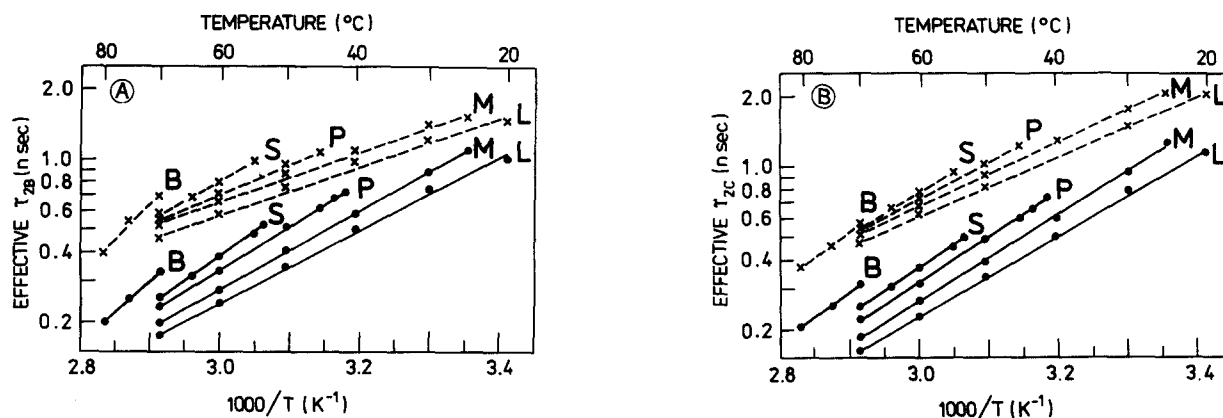 TEMPERATURE (°C)
80 60 40 20
Ⓐ
EFFECTIVE τ2B (n sec)
2.0
1.0
0.8
0.6
0.4
0.2
B S P M L
B S P M L
2.8 3.0 3.2 3.4
1000/T (K⁻¹)
TEMPERATURE (°C)
80 60 40 20
Ⓑ
EFFECTIVE τ2C (n sec)
2.0
1.0
0.8
0.6
0.4
0.2
B S P M L
B S P M L
2.8 3.0 3.2 3.4
1000/T (K⁻¹)